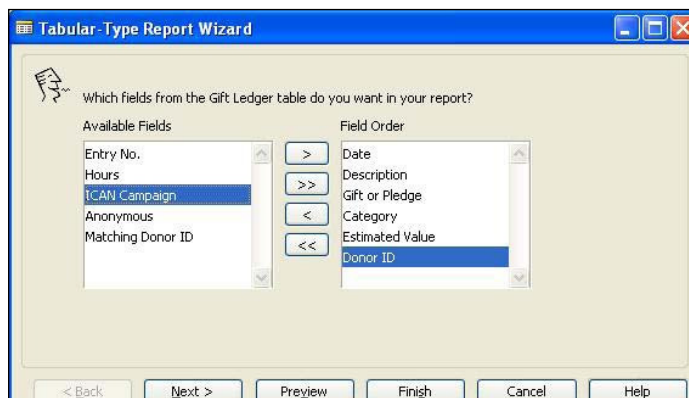 Tabular-Type Report Wizard
Which fields from the Gift Ledger table do you want in your report?
Available Fields
Entry No.
Hours
ICAN Campaign
Anonymous
Matching Donor ID
>
>>
<
<<
Field Order
Date
Description
Gift or Pledge
Category
Estimated Value
Donor ID
< Back Next > Preview Finish Cancel Help